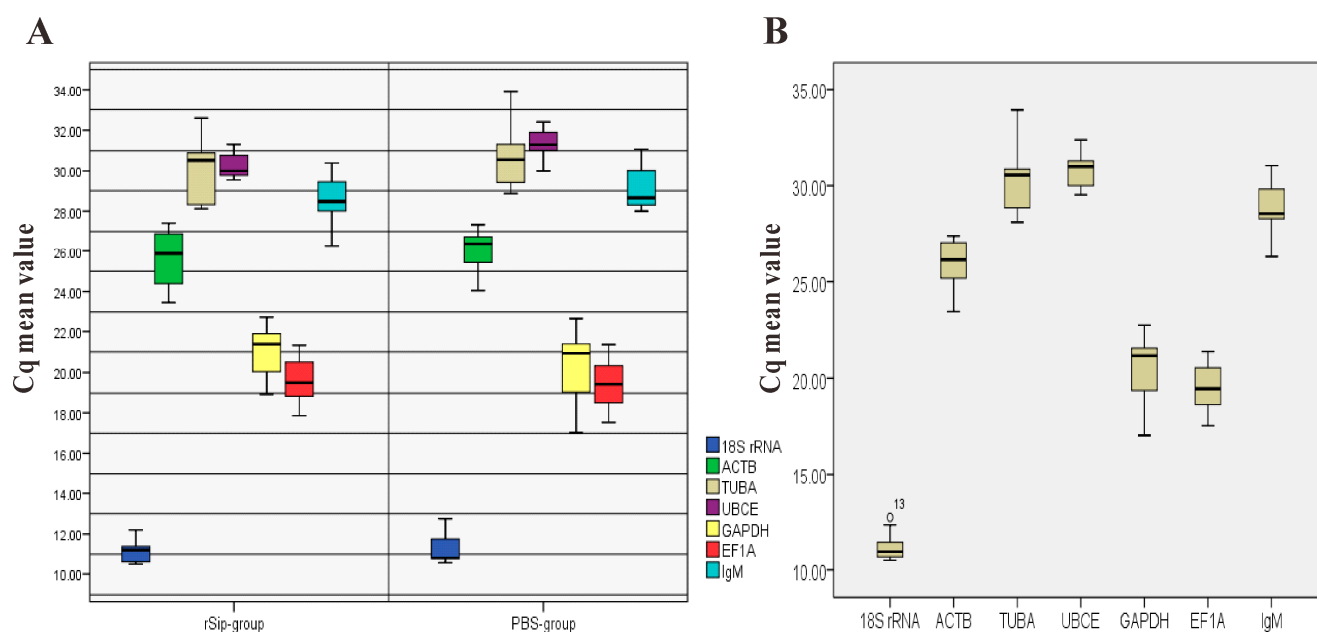 A
Cq mean value
34.00
32.00
30.00
28.00
26.00
24.00
22.00
20.00
18.00
16.00
14.00
12.00
10.00
rSip-group
PBS-group
18S rRNA
ACTB
TUBA
UBCE
GAPDH
EF1A
IgM
B
Cq mean value
35.00
30.00
25.00
20.00
15.00
10.00
13
18S rRNA ACTB TUBA UBCE GAPDH EF1A IgM